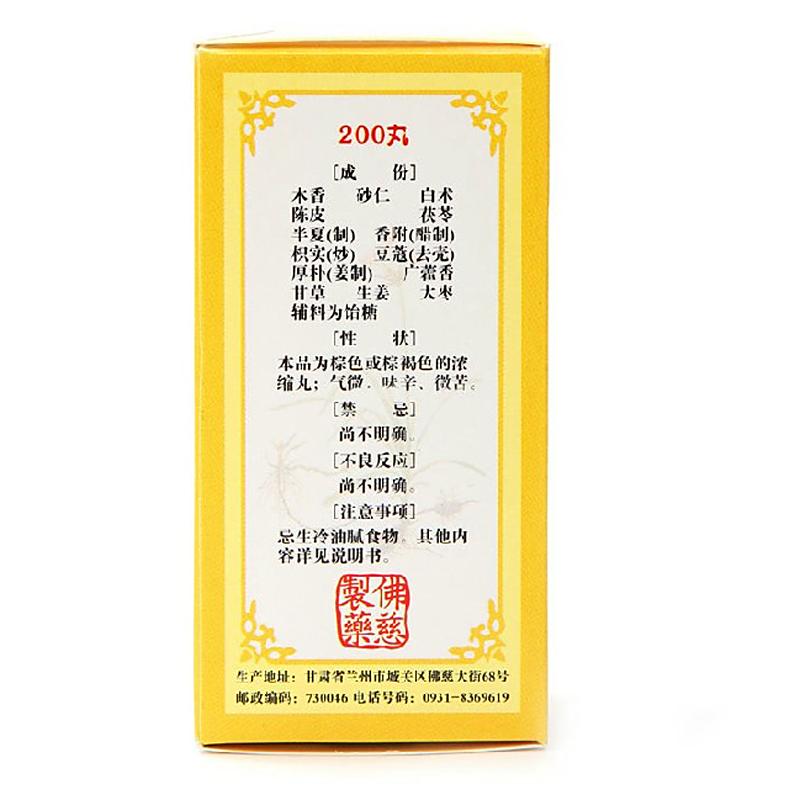 200丸
[成 份]
木香 砂仁 白术
陈皮 茯苓
半夏(制) 香附(醋制)
枳实(炒) 豆蔻(去壳)
厚朴(姜制) 广藿香
甘草 生姜 大枣
辅料为饴糖
[性 状]
本品为棕色或棕褐色的浓
缩丸；气微，味辛、微苦。
[禁 忌]
尚不明确。
[不良反应]
尚不明确。
[注意事项]
忌生冷油腻食物。其他内
容详见说明书。
佛慈
製藥
生产地址：甘肃省兰州市城关区佛慈大街68号
邮政编码：730046 电话号码：0931-8369619